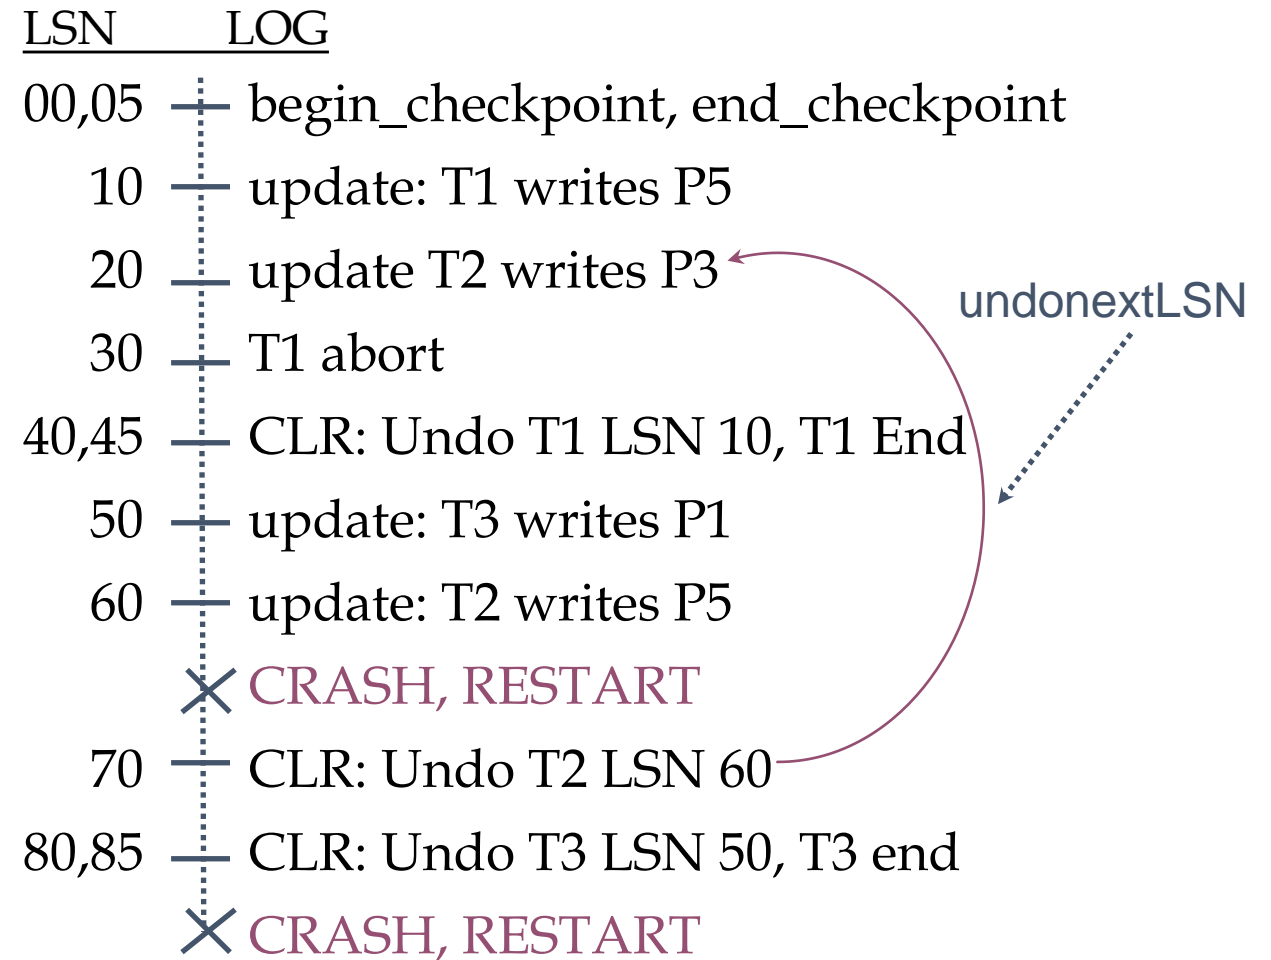 LSN LOG
00,05 begin_checkpoint, end_checkpoint
10 update: T1 writes P5
20 update T2 writes P3
undonextLSN
30 T1 abort
40,45 CLR: Undo T1 LSN 10, T1 End
50 update: T3 writes P1
60 update: T2 writes P5
CRASH, RESTART
70 CLR: Undo T2 LSN 60
80,85 CLR: Undo T3 LSN 50, T3 end
CRASH, RESTART